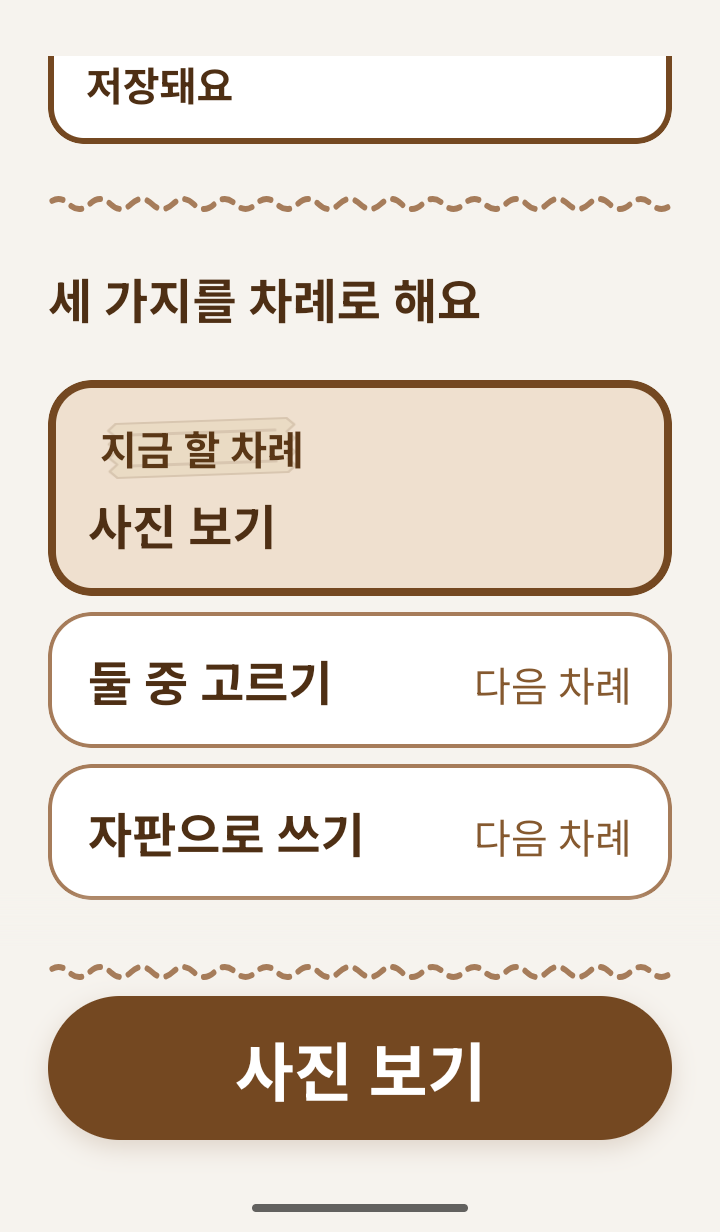 저장돼요
세 가지를 차례로 해요
지금 할 차례
사진 보기
둘 중 고르기 다음 차례
자판으로 쓰기 다음 차례
사진 보기